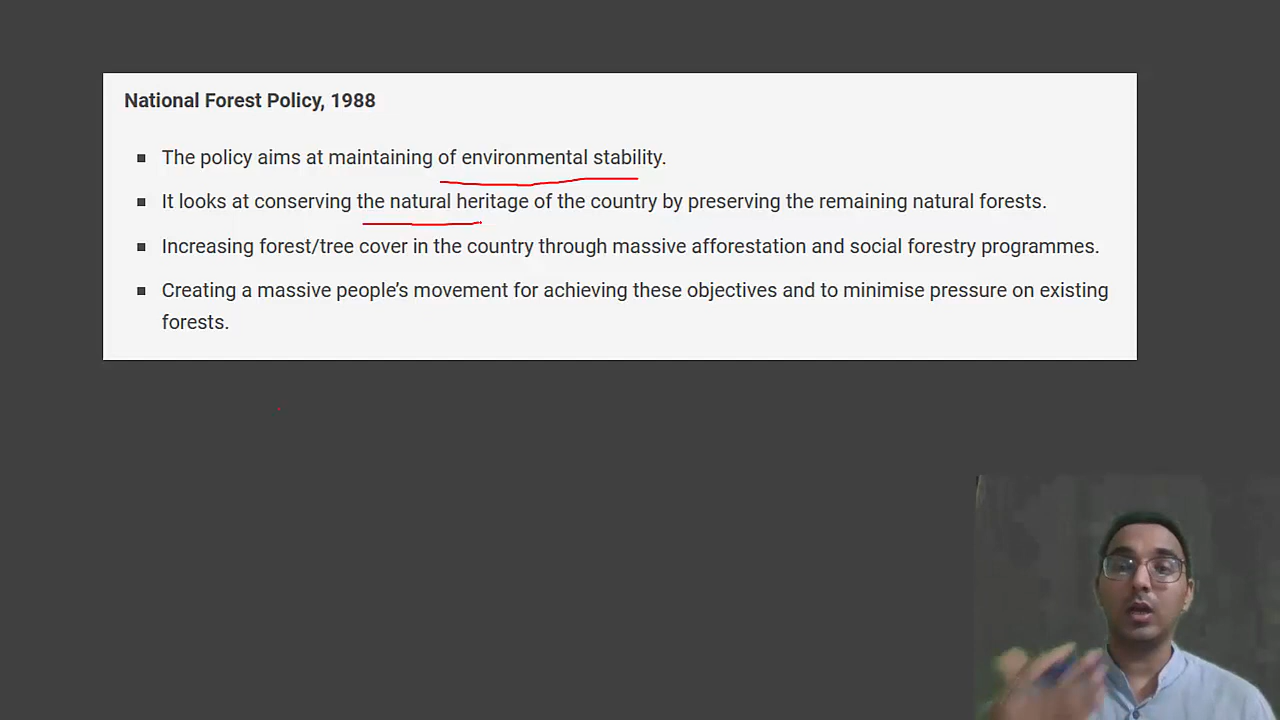 National Forest Policy, 1988
The policy aims at maintaining of environmental stability.
It looks at conserving the natural heritage of the country by preserving the remaining natural forests.
Increasing forest/tree cover in the country through massive afforestation and social forestry programmes.
Creating a massive people’s movement for achieving these objectives and to minimise pressure on existing
forests.